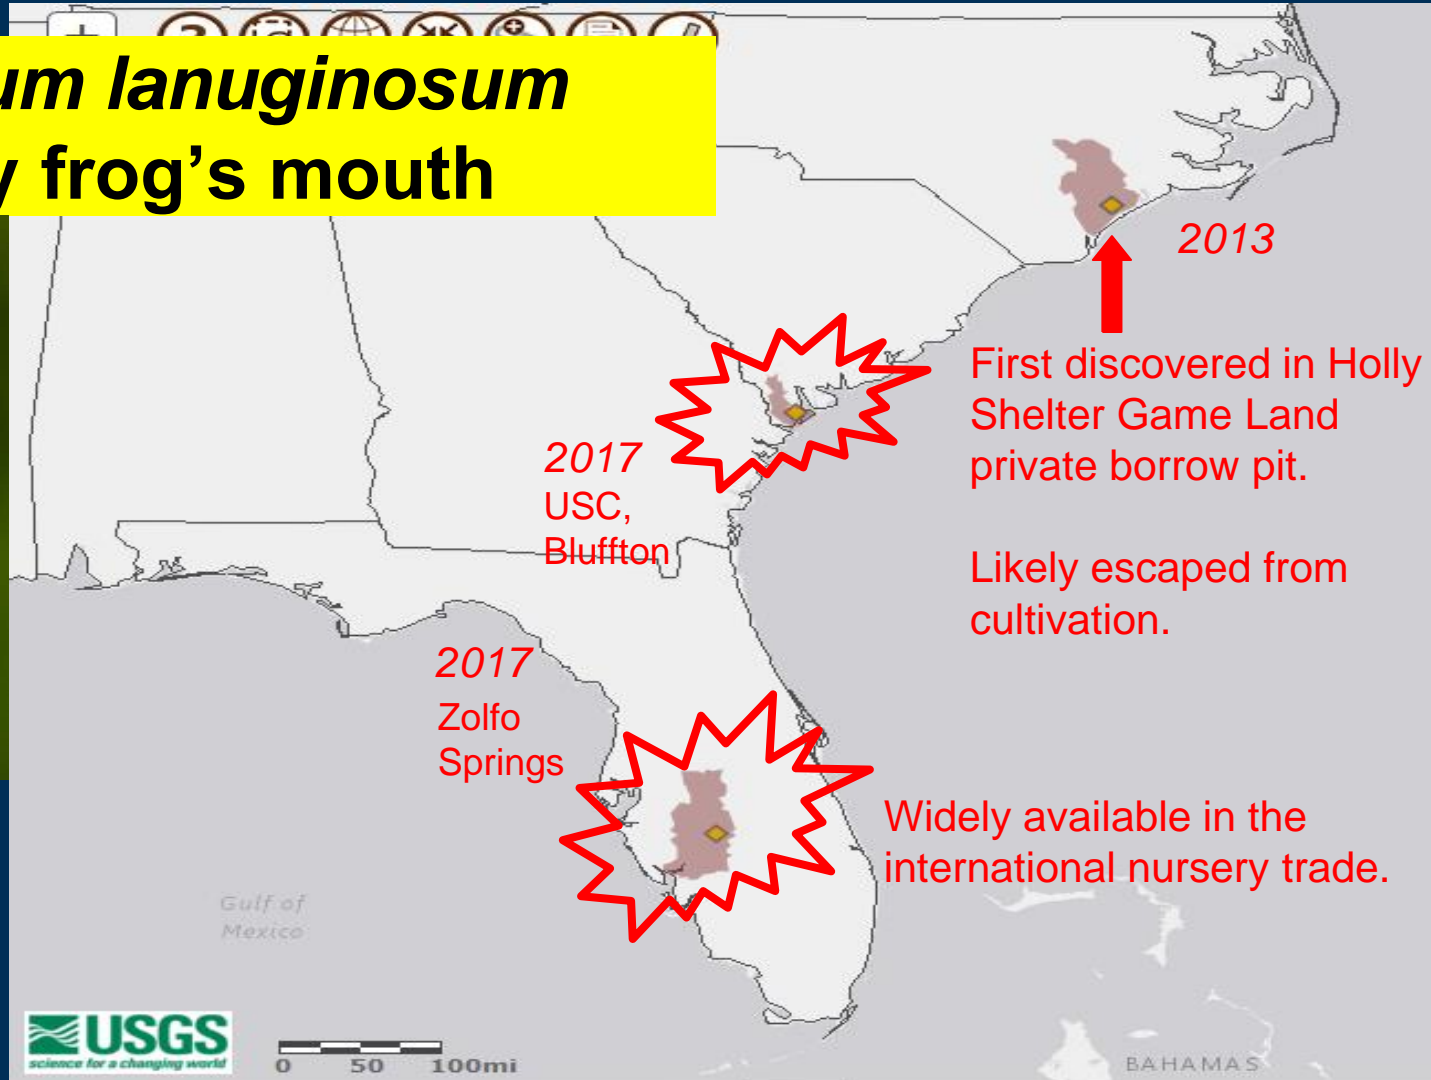 um lanuginosum
y frog’s mouth
2013
First discovered in Holly
Shelter Game Land
private borrow pit.
Likely escaped from
cultivation.
2017
USC,
Bluffton
2017
Zolfo
Springs
Widely available in the
international nursery trade.
Gulf of
Mexico
USGS
science for a changing world
0 50 100mi
BAHAMAS